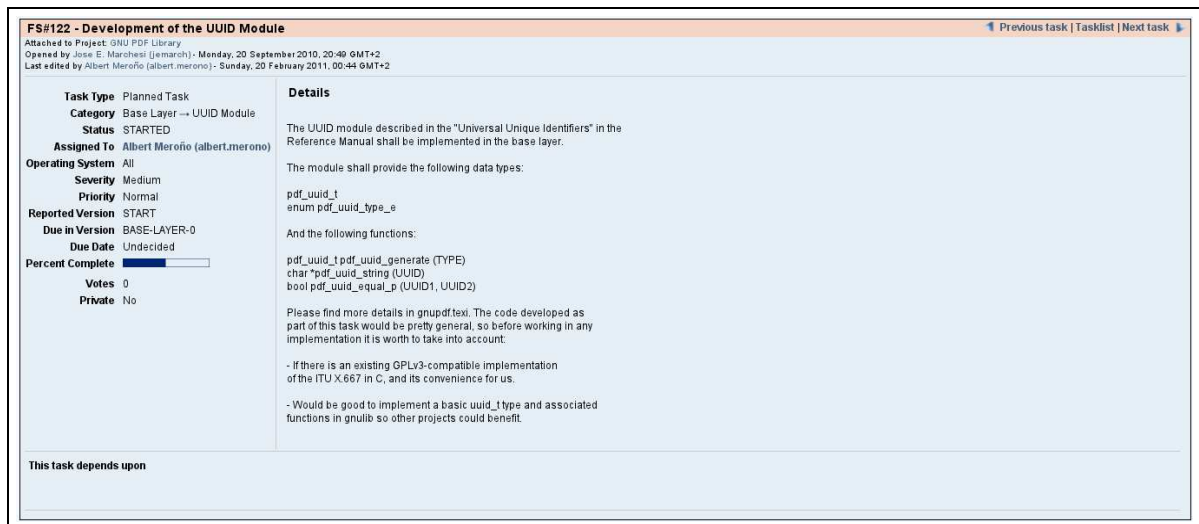 FS#122 - Development of the UUID Module
Previous task | Tasklist | Next task
Attached to Project: GNU PDF Library
Opened by Jose E. Marchesi (jemarch) - Monday, 20 September 2010, 20:49 GMT+2
Last edited by Albert Meroño (albert.merono) - Sunday, 20 February 2011, 00:44 GMT+2
Task Type Planned Task
Category Base Layer → UUID Module
Status STARTED
Assigned To Albert Meroño (albert.merono)
Operating System All
Severity Medium
Priority Normal
Reported Version START
Due in Version BASE-LAYER-0
Due Date Undecided
Percent Complete
Votes 0
Private No
Details
The UUID module described in the "Universal Unique Identifiers" in the
Reference Manual shall be implemented in the base layer.
The module shall provide the following data types:
pdf_uuid_t
enum pdf_uuid_type_e
And the following functions:
pdf_uuid_t pdf_uuid_generate (TYPE)
char *pdf_uuid_string (UUID)
bool pdf_uuid_equal_p (UUID1, UUID2)
Please find more details in gnupdf.texi. The code developed as
part of this task would be pretty general, so before working in any
implementation it is worth to take into account:
- If there is an existing GPLv3-compatible implementation
of the ITU X.667 in C, and its convenience for us.
- Would be good to implement a basic uuid_t type and associated
functions in gnulib so other projects could benefit.
This task depends upon